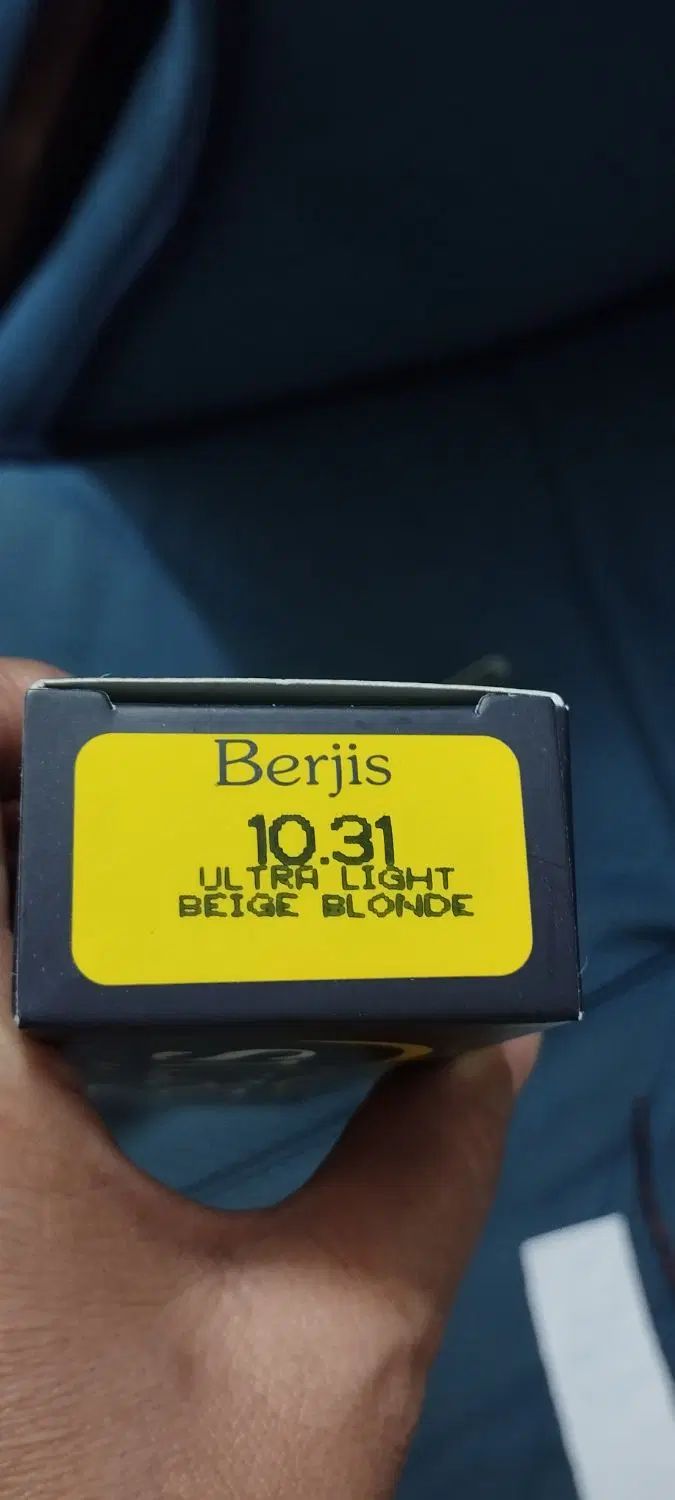 Berjis
10.31
ULTRA LIGHT
BEIGE BLONDE